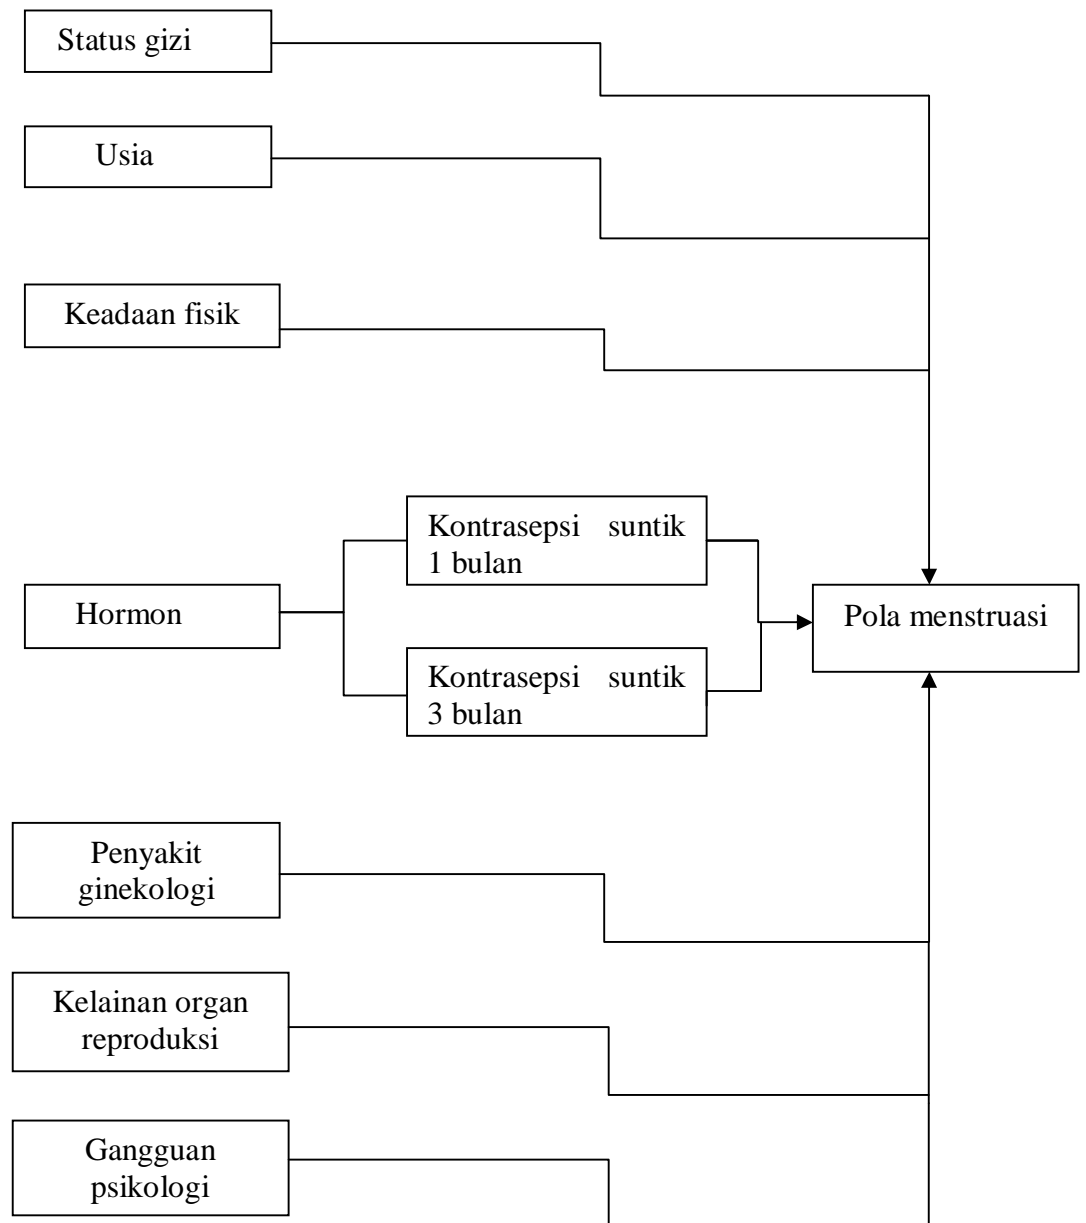 Status gizi
Usia
Keadaan fisik
Kontrasepsi suntik
1 bulan
Hormon
Pola menstruasi
Kontrasepsi suntik
3 bulan
Penyakit
ginekologi
Kelainan organ
reproduksi
Gangguan
psikologi